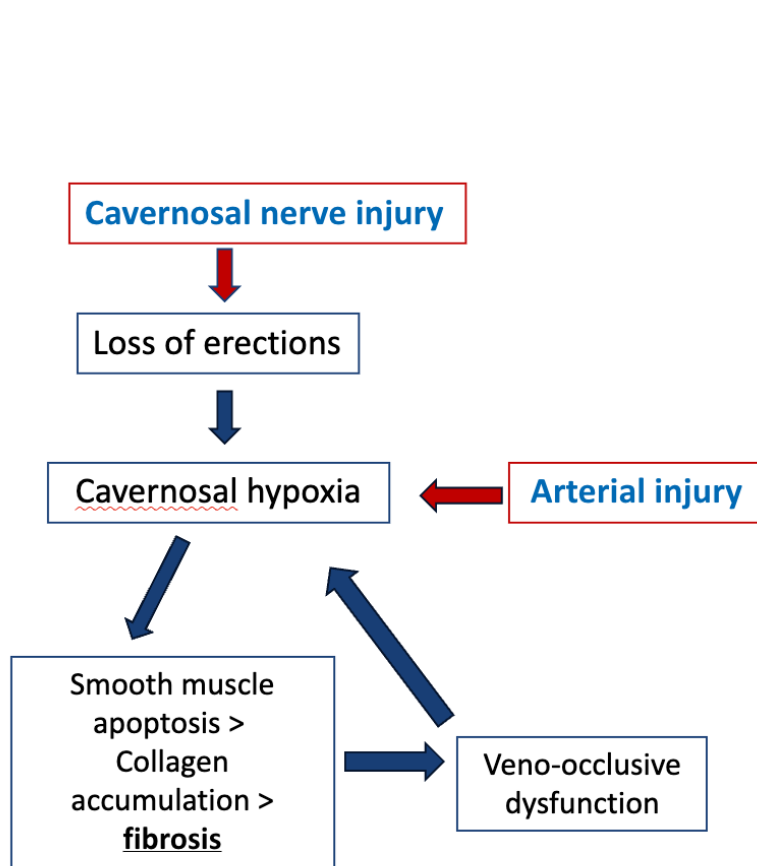 Cavernosal nerve injury
Loss of erections
Cavernosal hypoxia
Arterial injury
Smooth muscle
apoptosis >
Collagen
accumulation >
fibrosis
Veno-occlusive
dysfunction